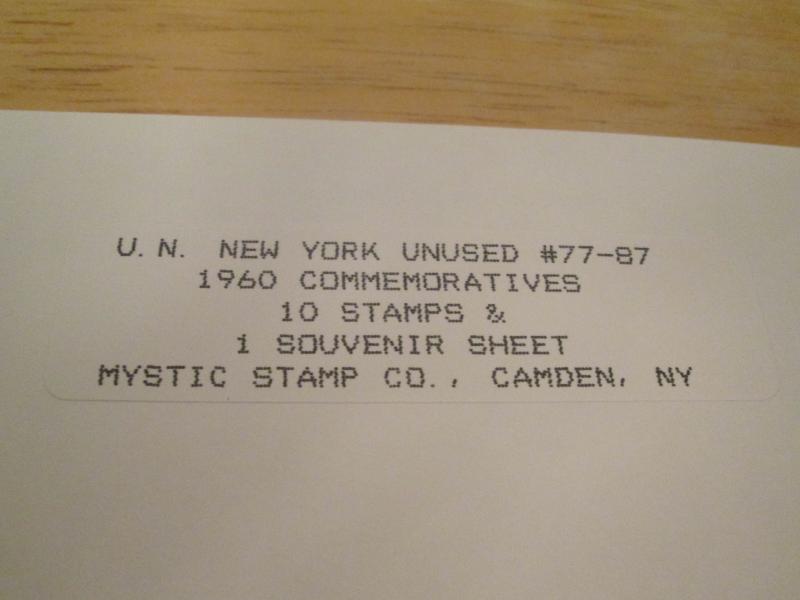 U. N. NEW YORK UNUSED #77-87
1960 COMMEMORATIVES
10 STAMPS &
1 SOUVENIR SHEET
MYSTIC STAMP CO., CAMDEN, NY